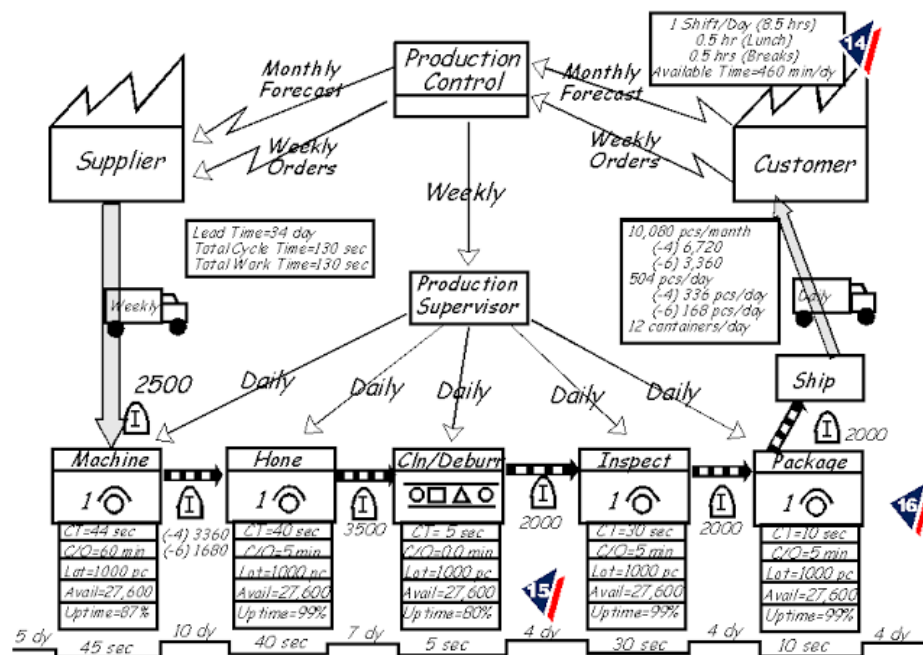 1 Shift/Day (8.5 hrs)
0.5 hr (Lunch)
0.5 hrs (Breaks)
Available Time=460 min/dy
14
Production
Control
Monthly
Forecast
Monthly
Forecast
Supplier
Weekly
Orders
Weekly
Orders
Customer
Weekly
Lead Time=34 day
Total Cycle Time=130 sec
Total Work Time=130 sec
10,080 pcs/month
(-4) 6,720
(-6) 3,360
504 pcs/day
(-4) 336 pcs/day
(-6) 168 pcs/day
12 containers/day
Production
Supervisor
Weekly
Daily
2500
I
Daily
Daily
Daily
Daily
Daily
Ship
I
2000
Machine
1
CT=44 sec
C/O=60 min
Lot=1000 pc
Avail=27,600
Uptime=87%
I
(-4) 3360
(-6) 1680
Hone
1
CT=40 sec
C/O=5 min
Lot=1000 pc
Avail=27,600
Uptime=99%
I
3500
Cln/Deburr
CT= 5 sec
C/O=0.0 min
Lot=1000 pc
Avail=27,600
Uptime=80%
I
2000
15
Inspect
1
CT=30 sec
C/O=5 min
Lot=1000 pc
Avail=27,600
Uptime=99%
I
2000
Package
1
CT=10 sec
C/O=5 min
Lot=1000 pc
Avail=27,600
Uptime=99%
16
5 dy
45 sec
10 dy
40 sec
7 dy
5 sec
4 dy
30 sec
4 dy
10 sec
4 dy